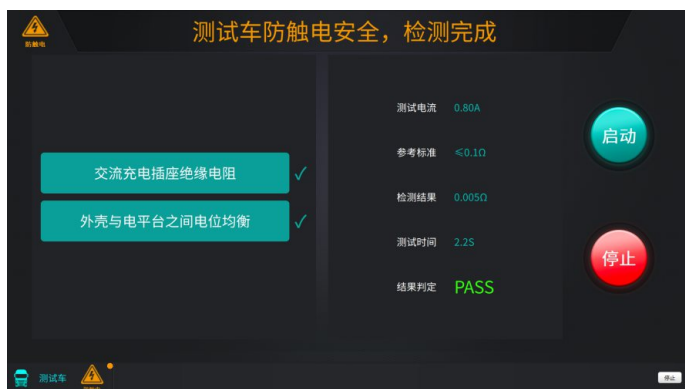 防触电
测试车防触电安全，检测完成
交流充电插座绝缘电阻
外壳与电平台之间电位均衡
测试电流 0.80A
参考标准 ≤0.1Ω
检测结果 0.005Ω
测试时间 2.2S
结果判定 PASS
启动
停止
测试车
停止